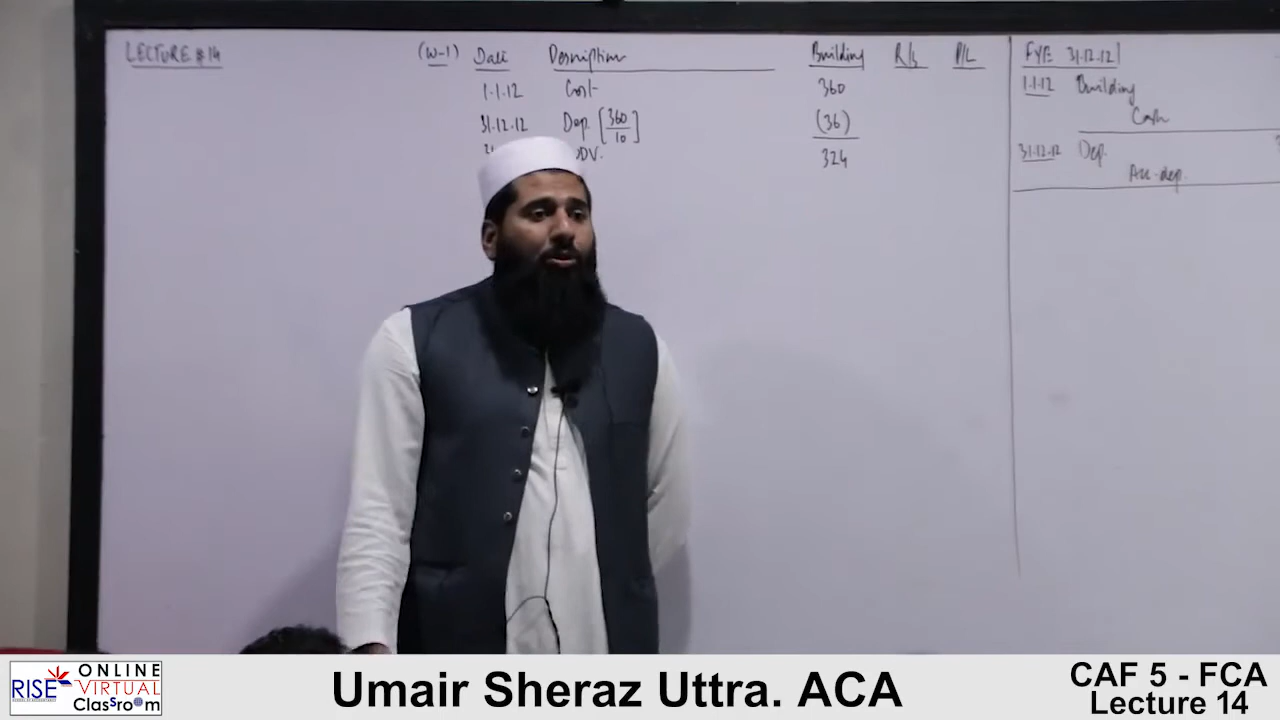 LECTURE # 14
(W-1) Date Description Building R/S P/L
1.1.12 Cost 360
31.12.12 Dep. [360/10] (36)
DV. 324
FYE 31.12.12
1.1.12 Building
Cash
31.12.12 Dep.
Acc-dep.
RISE
ONLINE
VIRTUAL
ClasSro@m
Umair Sheraz Uttra. ACA
CAF 5 - FCA
Lecture 14